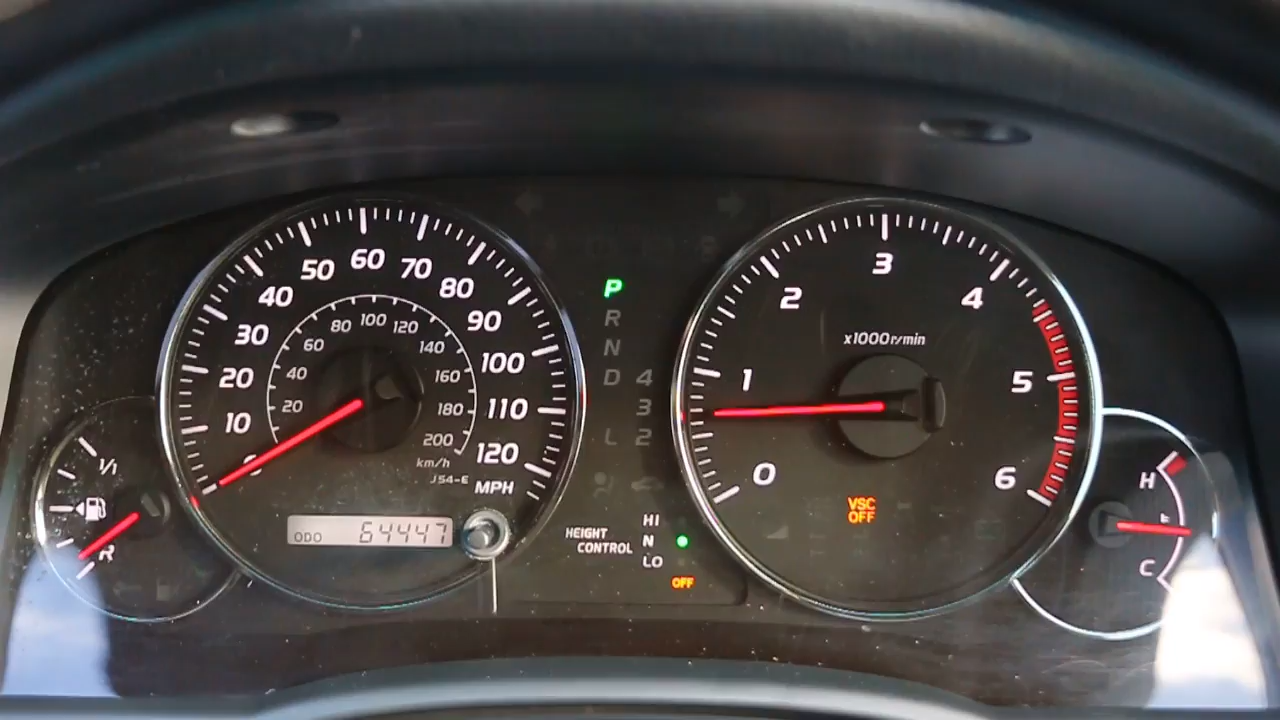 10
20
30
40
50
60
70
80
90
100
110
120
MPH
20
40
60
80
100
120
140
160
180
200
km/h
J54-E
ODO 64447
1/1
R
P
R
N
D 4
3
L 2
HEIGHT
CONTROL
HI
N
LO
OFF
0
1
2
3
4
5
6
x1000r/min
VSC
OFF
H
C